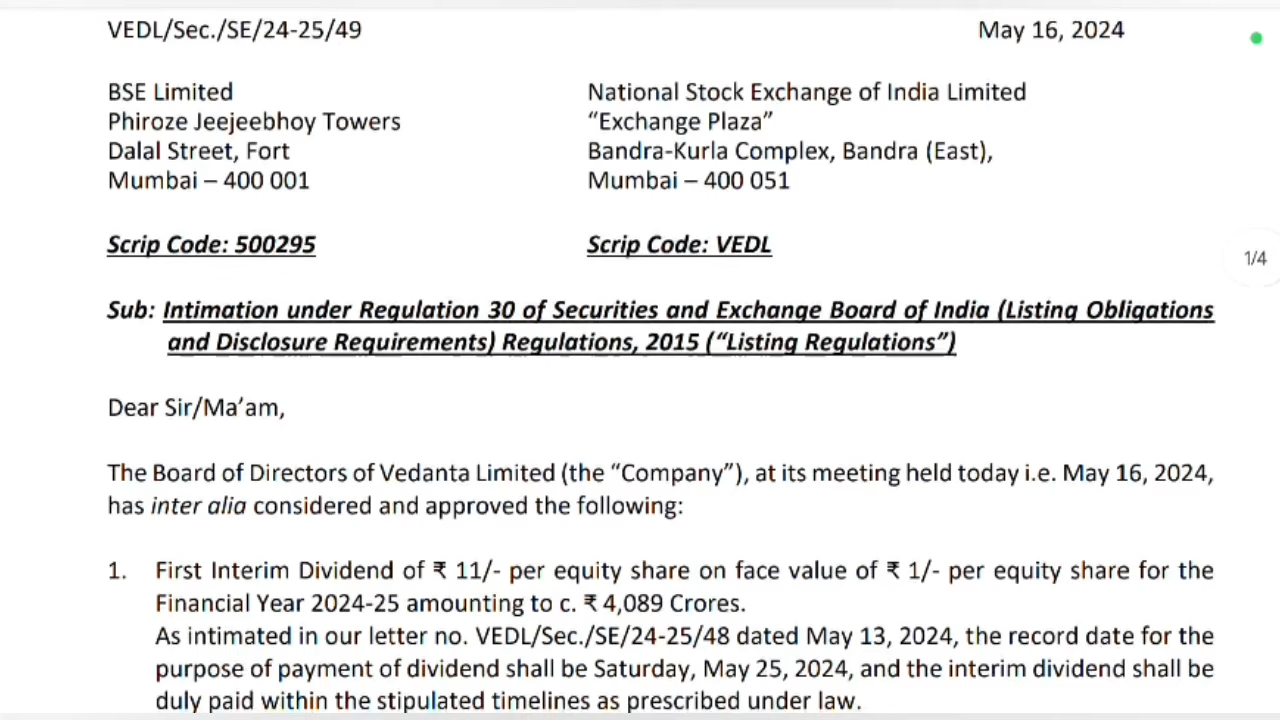 VEDL/Sec./SE/24-25/49
May 16, 2024
BSE Limited
Phiroze Jeejeebhoy Towers
Dalal Street, Fort
Mumbai – 400 001
National Stock Exchange of India Limited
“Exchange Plaza”
Bandra-Kurla Complex, Bandra (East),
Mumbai – 400 051
Scrip Code: 500295
Scrip Code: VEDL
1/4
Sub: Intimation under Regulation 30 of Securities and Exchange Board of India (Listing Obligations
and Disclosure Requirements) Regulations, 2015 (“Listing Regulations”)
Dear Sir/Ma’am,
The Board of Directors of Vedanta Limited (the “Company”), at its meeting held today i.e. May 16, 2024,
has inter alia considered and approved the following:
1. First Interim Dividend of ₹ 11/- per equity share on face value of ₹ 1/- per equity share for the
Financial Year 2024-25 amounting to c. ₹ 4,089 Crores.
As intimated in our letter no. VEDL/Sec./SE/24-25/48 dated May 13, 2024, the record date for the
purpose of payment of dividend shall be Saturday, May 25, 2024, and the interim dividend shall be
duly paid within the stipulated timelines as prescribed under law.